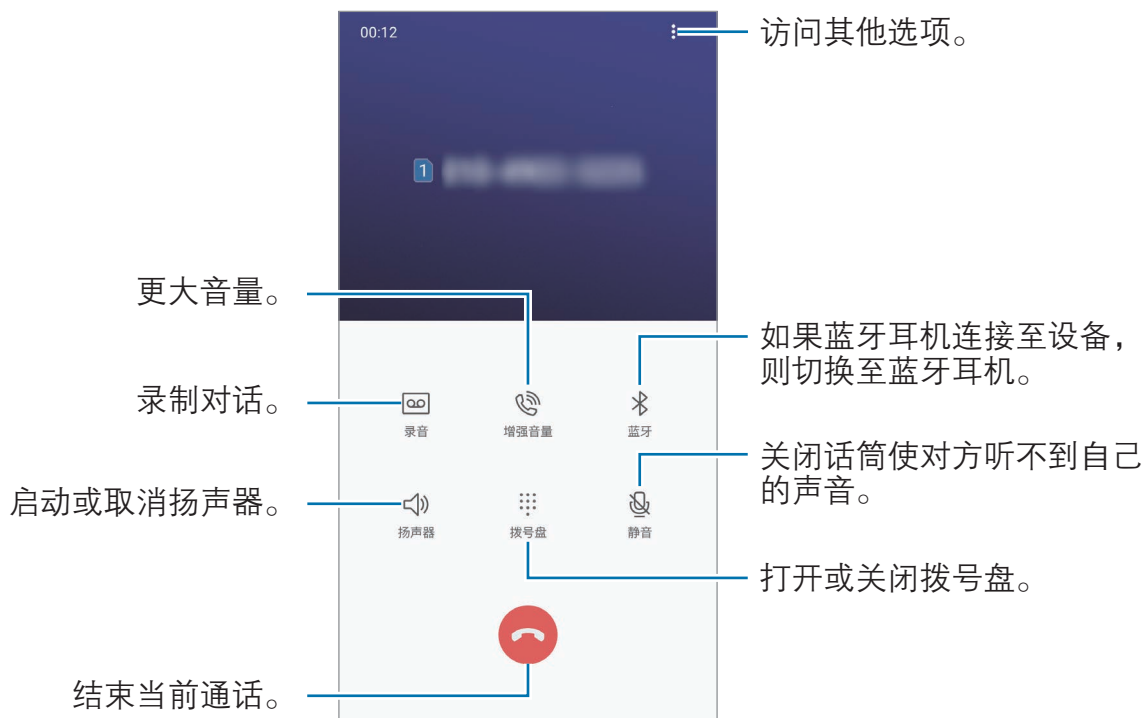 00:12
访问其他选项。
1
更大音量。
如果蓝牙耳机连接至设备，
则切换至蓝牙耳机。
录制对话。
录音
增强音量
蓝牙
关闭话筒使对方听不到自己
的声音。
启动或取消扬声器。
扬声器
拨号盘
静音
打开或关闭拨号盘。
结束当前通话。